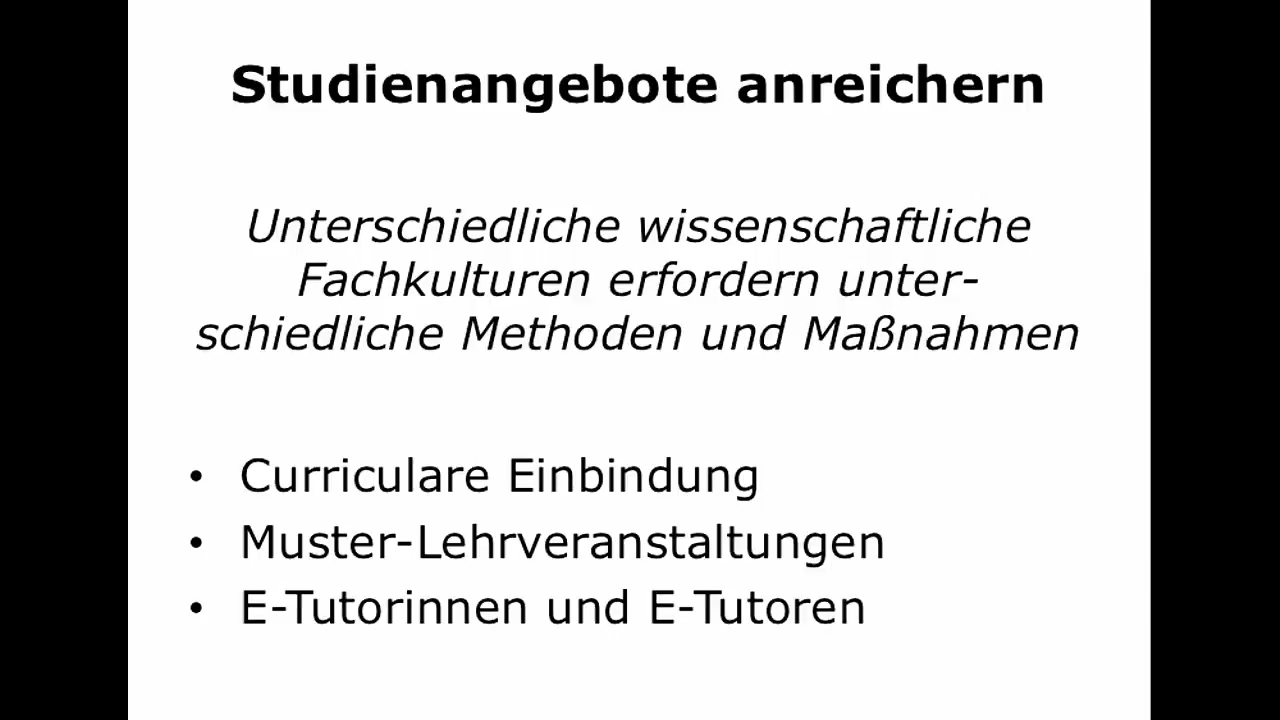 Studienangebote anreichern
Unterschiedliche wissenschaftliche
Fachkulturen erfordern unter-
schiedliche Methoden und Maßnahmen
• Curriculare Einbindung
• Muster-Lehrveranstaltungen
• E-Tutorinnen und E-Tutoren